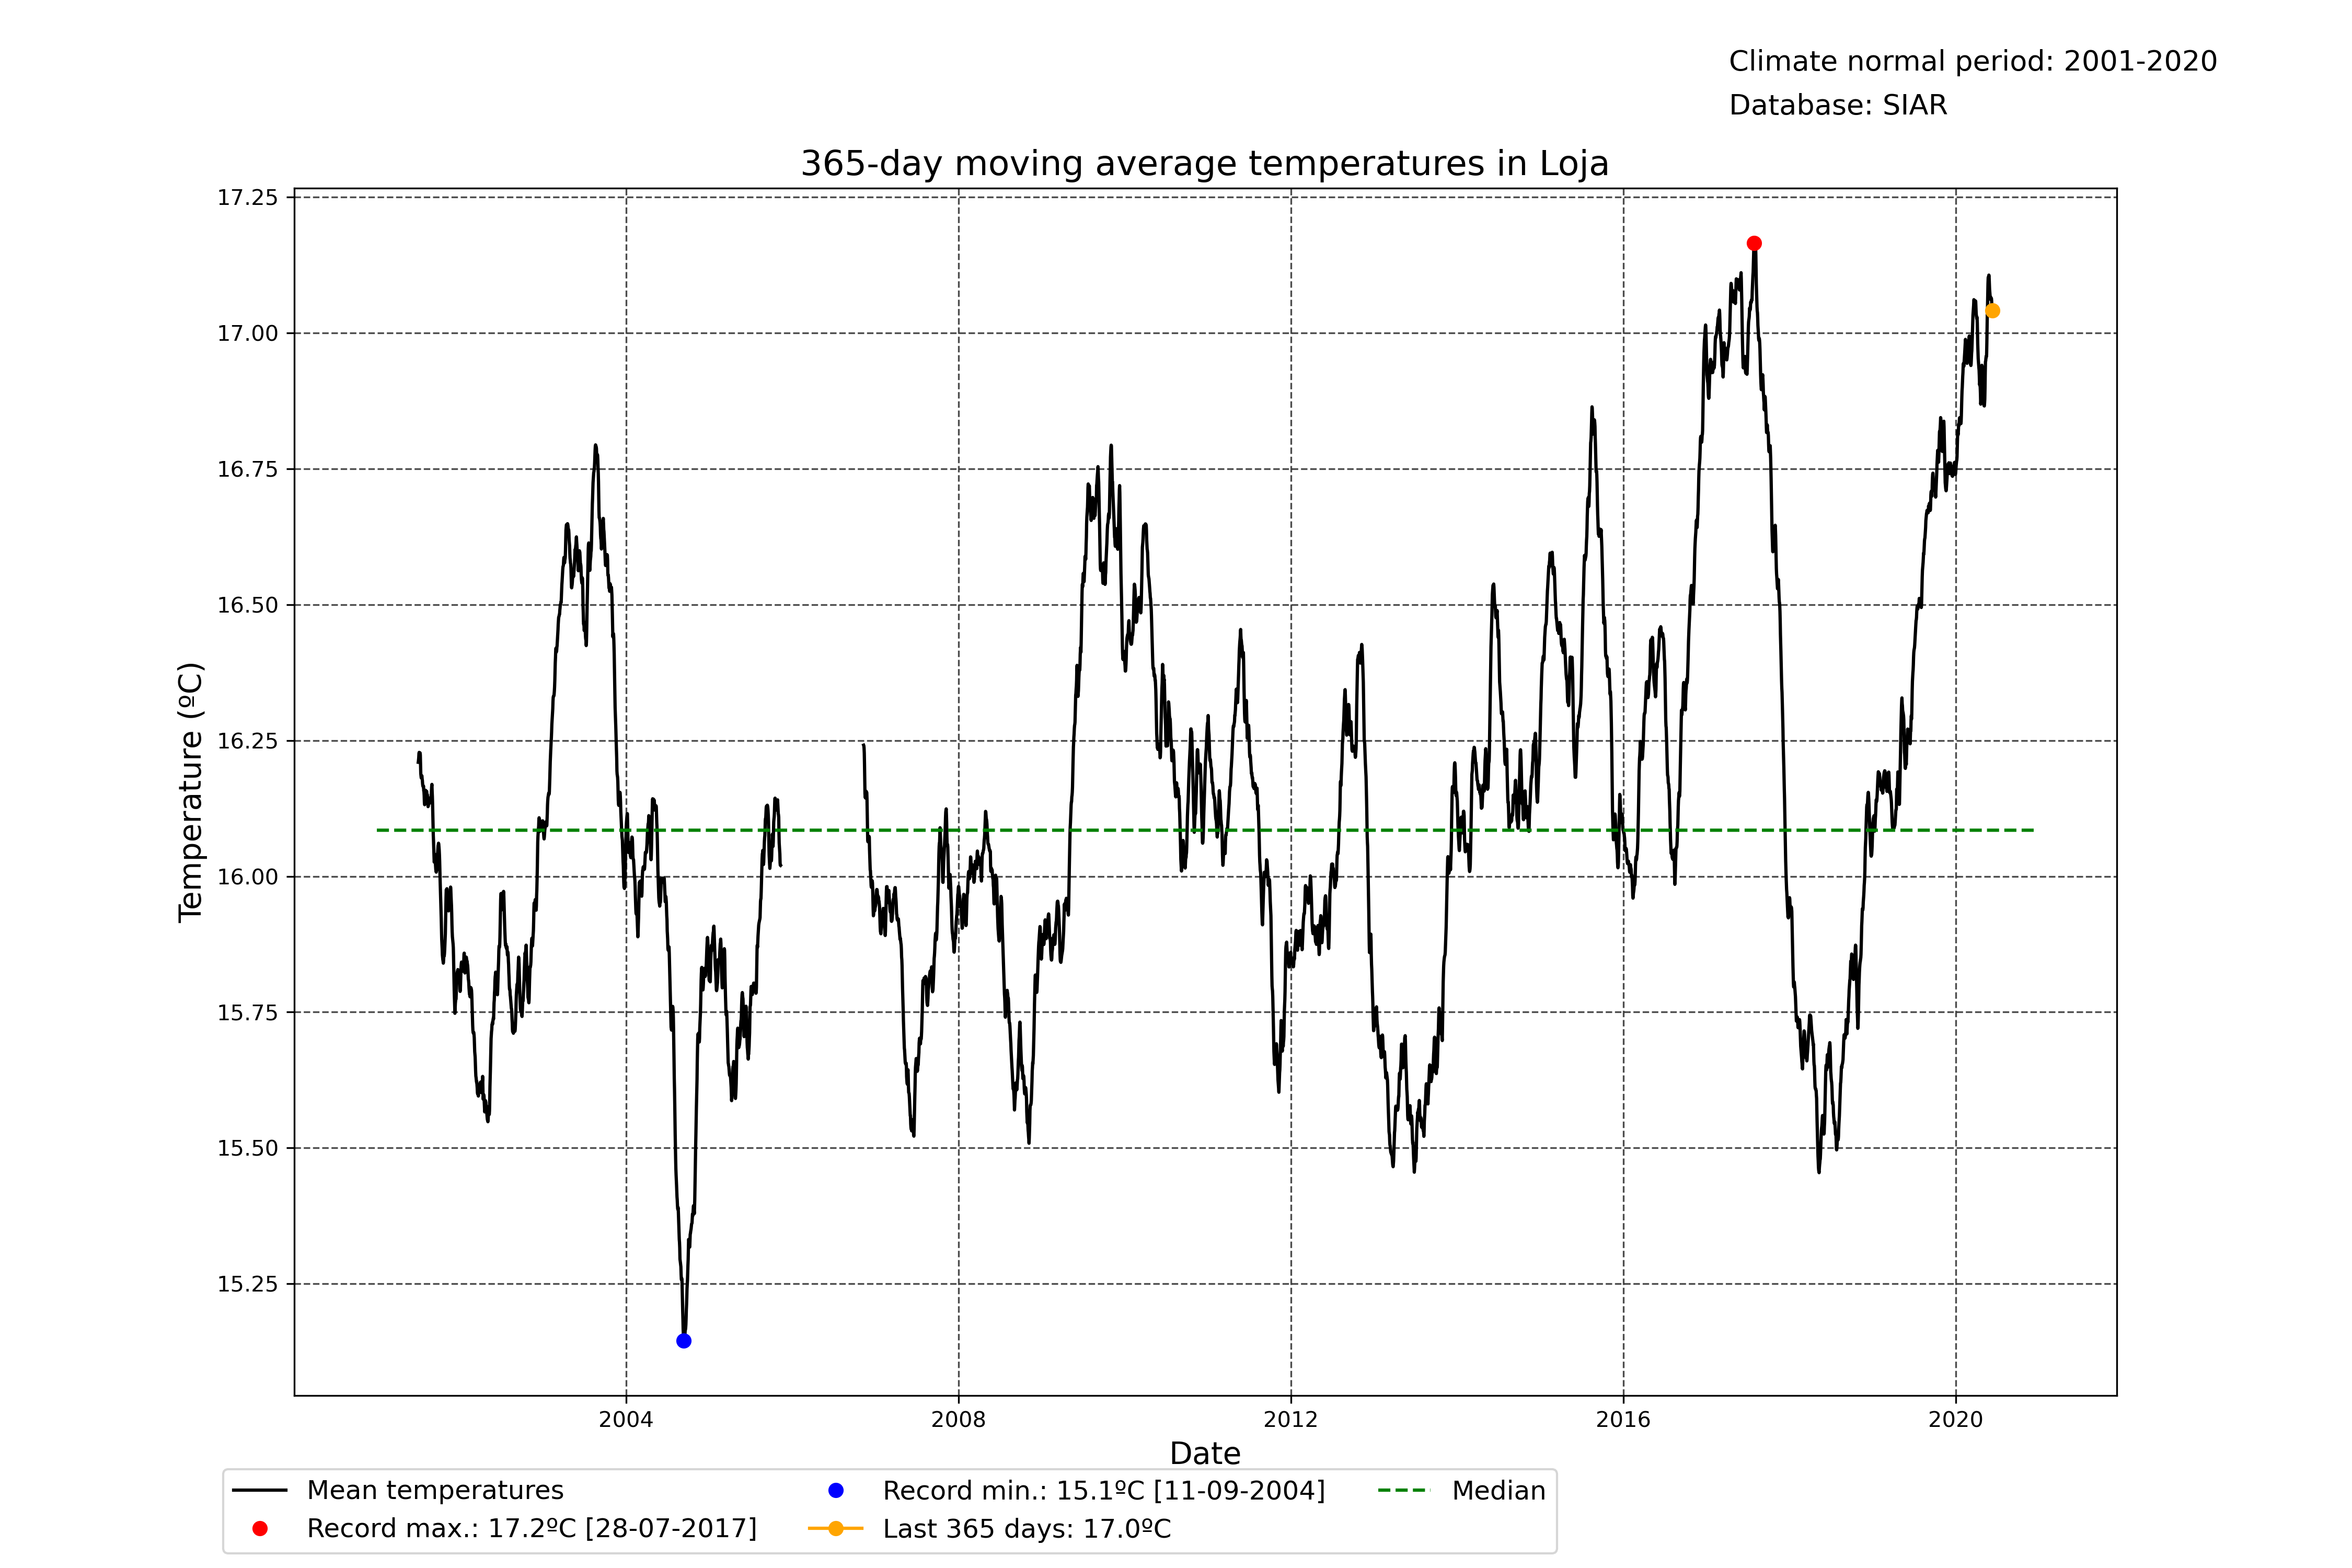 Climate normal period: 2001-2020
Database: SIAR
365-day moving average temperatures in Loja
17.25
17.00
16.75
16.50
16.25
16.00
15.75
15.50
15.25
Temperature (ºC)
2004 2008 2012 2016 2020
Date
Mean temperatures
Record max.: 17.2ºC [28-07-2017]
Record min.: 15.1ºC [11-09-2004]
Last 365 days: 17.0ºC
Median